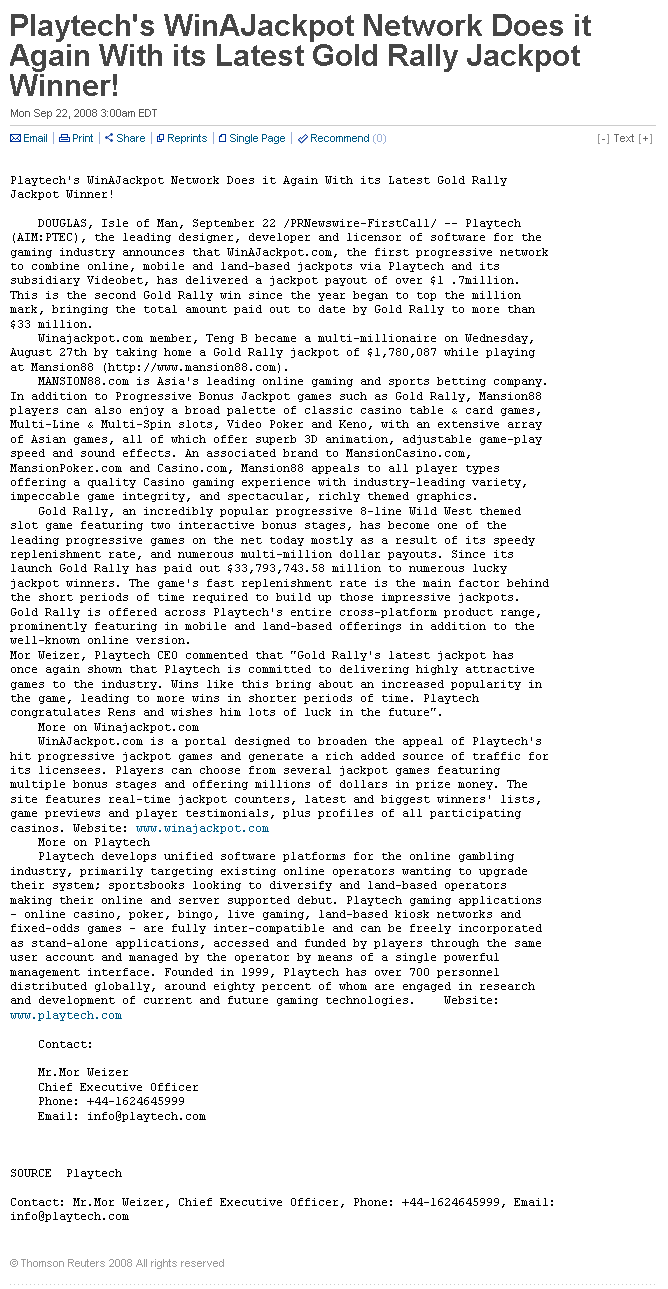 Playtech's WinAJackpot Network Does it
Again With its Latest Gold Rally Jackpot
Winner!
Mon Sep 22, 2008 3:00am EDT
Email | Print | Share | Reprints | Single Page | Recommend (0) [-] Text [+]
Playtech's WinAJackpot Network Does it Again With its Latest Gold Rally
Jackpot Winner!
DOUGLAS, Isle of Man, September 22 /PRNewswire-FirstCall/ -- Playtech
(AIM:PTEC), the leading designer, developer and licensor of software for the
gaming industry announces that WinAJackpot.com, the first progressive network
to combine online, mobile and land-based jackpots via Playtech and its
subsidiary Videobet, has delivered a jackpot payout of over $1 .7million.
This is the second Gold Rally win since the year began to top the million
mark, bringing the total amount paid out to date by Gold Rally to more than
$33 million.
Winajackpot.com member, Teng B became a multi-millionaire on Wednesday,
August 27th by taking home a Gold Rally jackpot of $1,780,087 while playing
at Mansion88 (http://www.mansion88.com).
MANSION88.com is Asia's leading online gaming and sports betting company.
In addition to Progressive Bonus Jackpot games such as Gold Rally, Mansion88
players can also enjoy a broad palette of classic casino table & card games,
Multi-Line & Multi-Spin slots, Video Poker and Keno, with an extensive array
of Asian games, all of which offer superb 3D animation, adjustable game-play
speed and sound effects. An associated brand to MansionCasino.com,
MansionPoker.com and Casino.com, Mansion88 appeals to all player types
offering a quality Casino gaming experience with industry-leading variety,
impeccable game integrity, and spectacular, richly themed graphics.
Gold Rally, an incredibly popular progressive 8-line Wild West themed
slot game featuring two interactive bonus stages, has become one of the
leading progressive games on the net today mostly as a result of its speedy
replenishment rate, and numerous multi-million dollar payouts. Since its
launch Gold Rally has paid out $33,793,743.58 million to numerous lucky
jackpot winners. The game's fast replenishment rate is the main factor behind
the short periods of time required to build up those impressive jackpots.
Gold Rally is offered across Playtech's entire cross-platform product range,
prominently featuring in mobile and land-based offerings in addition to the
well-known online version.
Mor Weizer, Playtech CEO commented that "Gold Rally's latest jackpot has
once again shown that Playtech is committed to delivering highly attractive
games to the industry. Wins like this bring about an increased popularity in
the game, leading to more wins in shorter periods of time. Playtech
congratulates Rens and wishes him lots of luck in the future".
More on Winajackpot.com
WinAJackpot.com is a portal designed to broaden the appeal of Playtech's
hit progressive jackpot games and generate a rich added source of traffic for
its licensees. Players can choose from several jackpot games featuring
multiple bonus stages and offering millions of dollars in prize money. The
site features real-time jackpot counters, latest and biggest winners' lists,
game previews and player testimonials, plus profiles of all participating
casinos. Website: www.winajackpot.com
More on Playtech
Playtech develops unified software platforms for the online gambling
industry, primarily targeting existing online operators wanting to upgrade
their system; sportsbooks looking to diversify and land-based operators
making their online and server supported debut. Playtech gaming applications
- online casino, poker, bingo, live gaming, land-based kiosk networks and
fixed-odds games - are fully inter-compatible and can be freely incorporated
as stand-alone applications, accessed and funded by players through the same
user account and managed by the operator by means of a single powerful
management interface. Founded in 1999, Playtech has over 700 personnel
distributed globally, around eighty percent of whom are engaged in research
and development of current and future gaming technologies. Website:
www.playtech.com
Contact:
Mr.Mor Weizer
Chief Executive Officer
Phone: +44-1624645999
Email: info@playtech.com
SOURCE Playtech
Contact: Mr.Mor Weizer, Chief Executive Officer, Phone: +44-1624645999, Email:
info@playtech.com
© Thomson Reuters 2008 All rights reserved